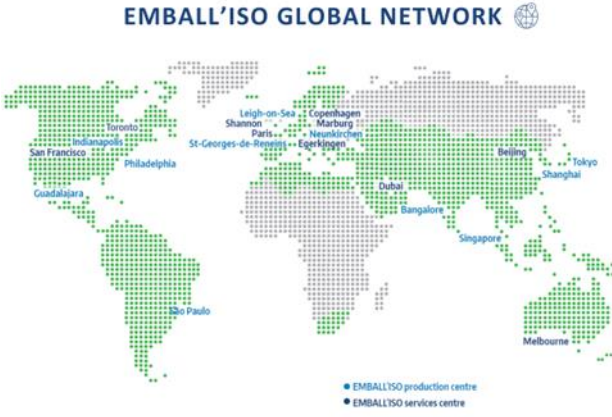 EMBALL'ISO GLOBAL NETWORK
Leigh-on-Sea
Copenhagen
Shannon
Marburg
Toronto
Paris
Neunkirchen
Indianapolis
St-Georges-de-Reneins
Egerkingen
San Francisco
Beijing
Philadelphia
Tokyo
Shanghai
Dubai
Guadalajara
Bangalore
Singapore
São Paulo
Melbourne
EMBALL'ISO production centre
EMBALL'ISO services centre